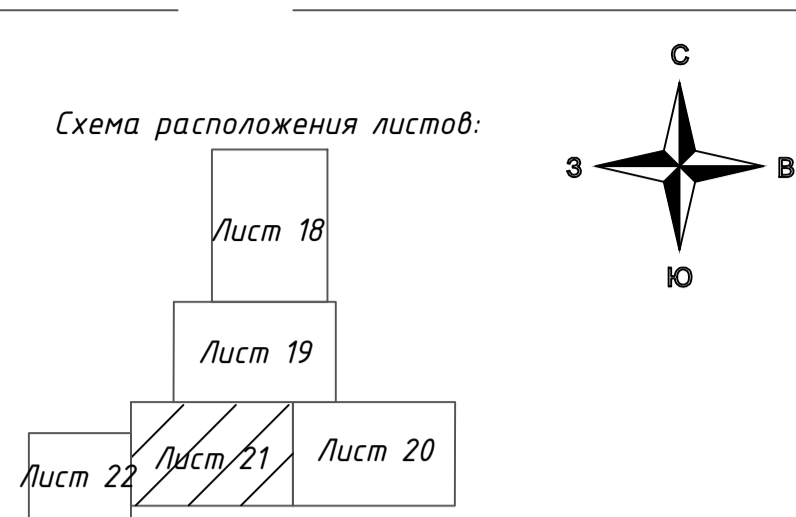 С
Схема расположения листов:
З
В
Лист 18
Ю
Лист 19
Лист 21
Лист 20
Лист 22